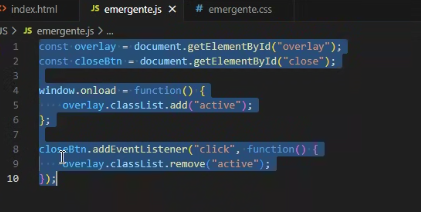 index.html
JS emergente.js X
# emergente.css
JS > JS emergente.js > ...
1 const overlay = document.getElementById("overlay");
2 const closeBtn = document.getElementById("close");
3
4 window.onload = function() {
5 overlay.classList.add("active");
6 };
7
8 closeBtn.addEventListener("click", function() {
9 overlay.classList.remove("active");
10 });